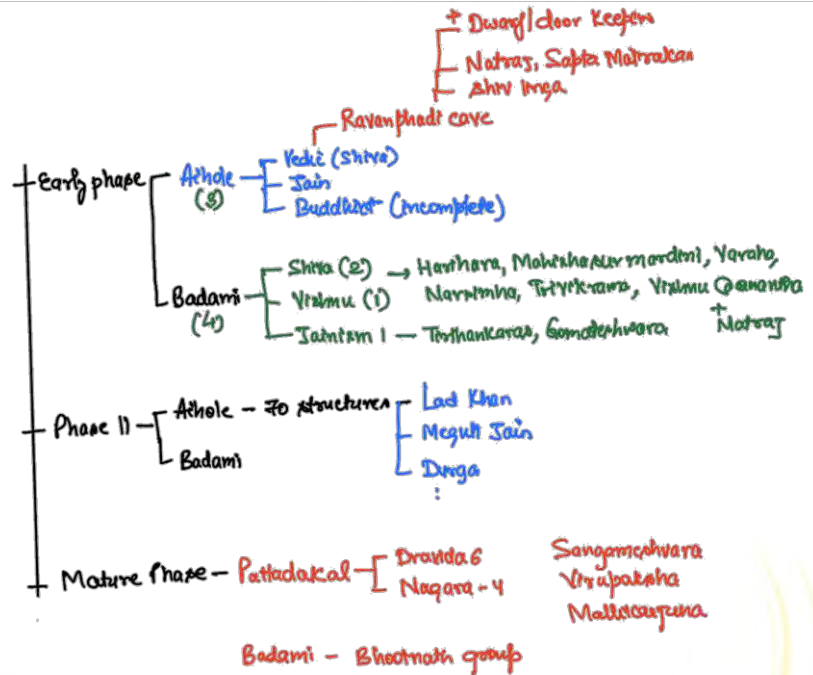 + Dwarf/door keepers
Natraj, Sapta Matrakas
Shiv linga
Ravanphadi cave
Early phase
Aihole
(3)
Vedic (Shiva)
Jain
Buddhist (incomplete)
Badami
(4)
Shiva (2) → Harihara, Mahishasurmardini, Varaha,
Vishnu (1) Narsimha, Trivikrama, Vishnu @ananta
+ Natraj
Jainism 1 - Tirthankaras, Gomateshvara
Phase II - Aihole - 70 structures
Lad Khan
Meguti Jain
Durga
:
Badami
Mature Phase - Pattadakal
Dravida 6
Nagara - 4
Sangameshvara
Virupaksha
Mallicarjuna
Badami - Bhootnath group